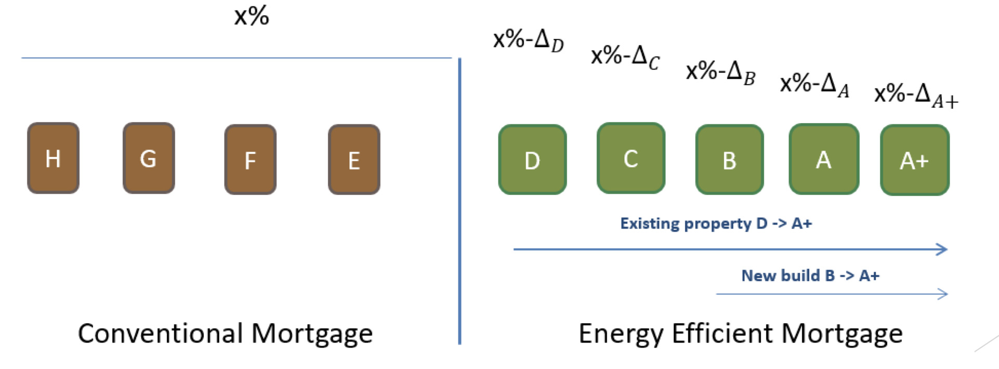 x%
x%-Δ_D
x%-Δ_C
x%-Δ_B
x%-Δ_A
x%-Δ_A+
H G F E D C B A A+
Existing property D -> A+
New build B -> A+
Conventional Mortgage
Energy Efficient Mortgage